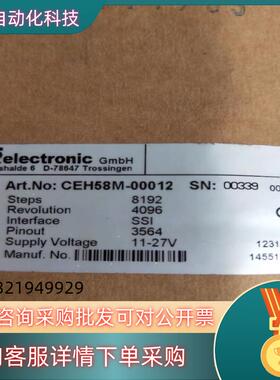 自动化科技
electronic GmbH
shalde 6 D-78647 Trossingen
Art.No: CEH58M-00012 SN: 00339 00
Steps 8192
Revolution 4096
Interface SSI
Pinout 3564
Supply Voltage 11-27V 1231
Manuf. No. 14551
321949929
咨询采购批发可对公开票
询客服详情下单采购